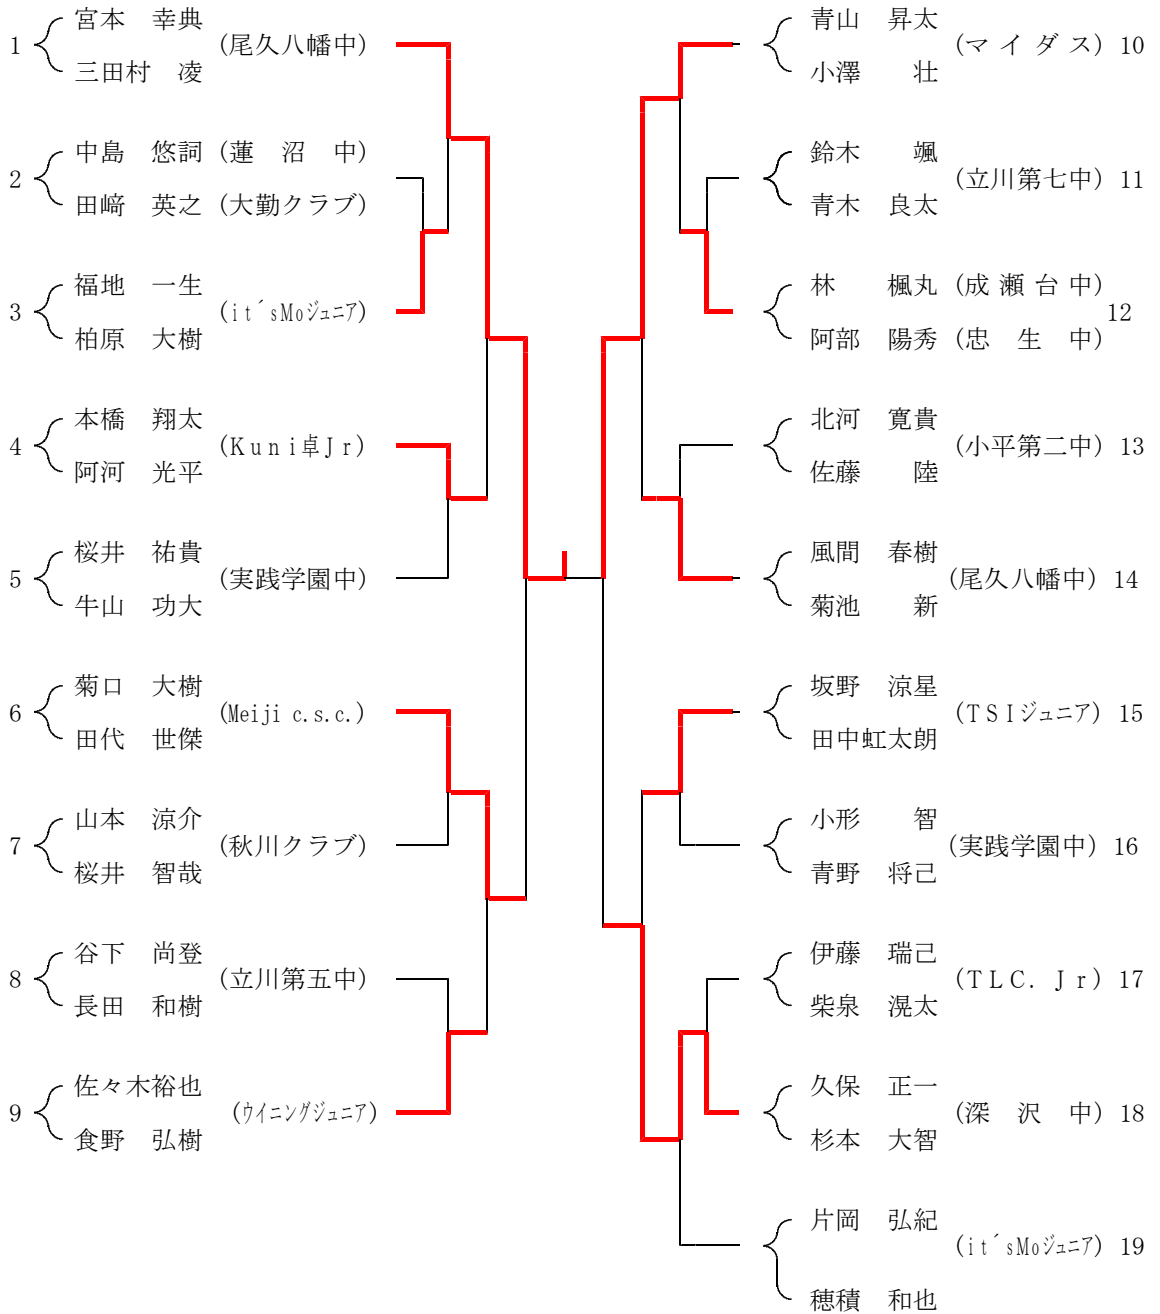 宮本　幸典
1 (尾久八幡中)
三田村　凌
中島　悠詞 (蓮　沼　中)
2
田﨑　英之 (大勤クラブ)
福地　一生
3 (it´sMoジュニア)
柏原　大樹
本橋　翔太
4 (Kuni卓Jr)
阿河　光平
桜井　祐貴
5 (実践学園中)
牛山　功大
菊口　大樹
6 (Meiji c.s.c.)
田代　世傑
山本　涼介
7 (秋川クラブ)
桜井　智哉
谷下　尚登
8 (立川第五中)
長田　和樹
佐々木裕也
9 (ウイニングジュニア)
食野　弘樹
青山　昇太
(マイダス) 10
小澤　　壮
鈴木　　颯
(立川第七中) 11
青木　良太
林　　楓丸 (成瀬台中)
12
阿部　陽秀 (忠　生　中)
北河　寛貴
(小平第二中) 13
佐藤　　陸
風間　春樹
(尾久八幡中) 14
菊池　　新
坂野　涼星
(TSIジュニア) 15
田中虹太朗
小形　　智
(実践学園中) 16
青野　将己
伊藤　瑞己
(TLC. Jr) 17
柴泉　滉太
久保　正一
(深　沢　中) 18
杉本　大智
片岡　弘紀
(it´sMoジュニア) 19
穂積　和也